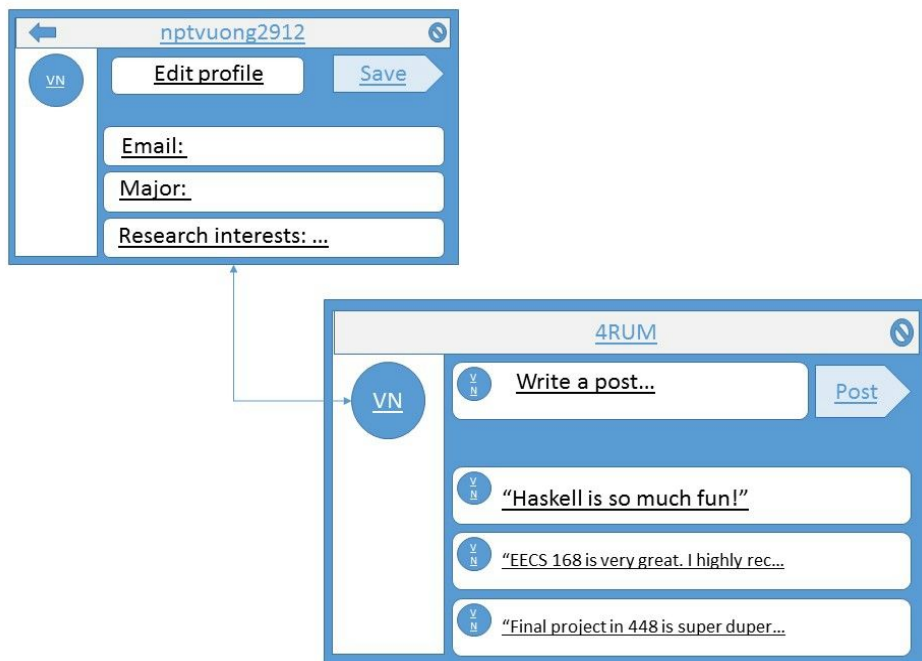 nptvuong2912
VN
Edit profile
Save
Email:
Major:
Research interests: ...
4RUM
VN
V
N
Write a post...
Post
V
N
“Haskell is so much fun!”
V
N
“EECS 168 is very great. I highly rec...
V
N
“Final project in 448 is super duper...